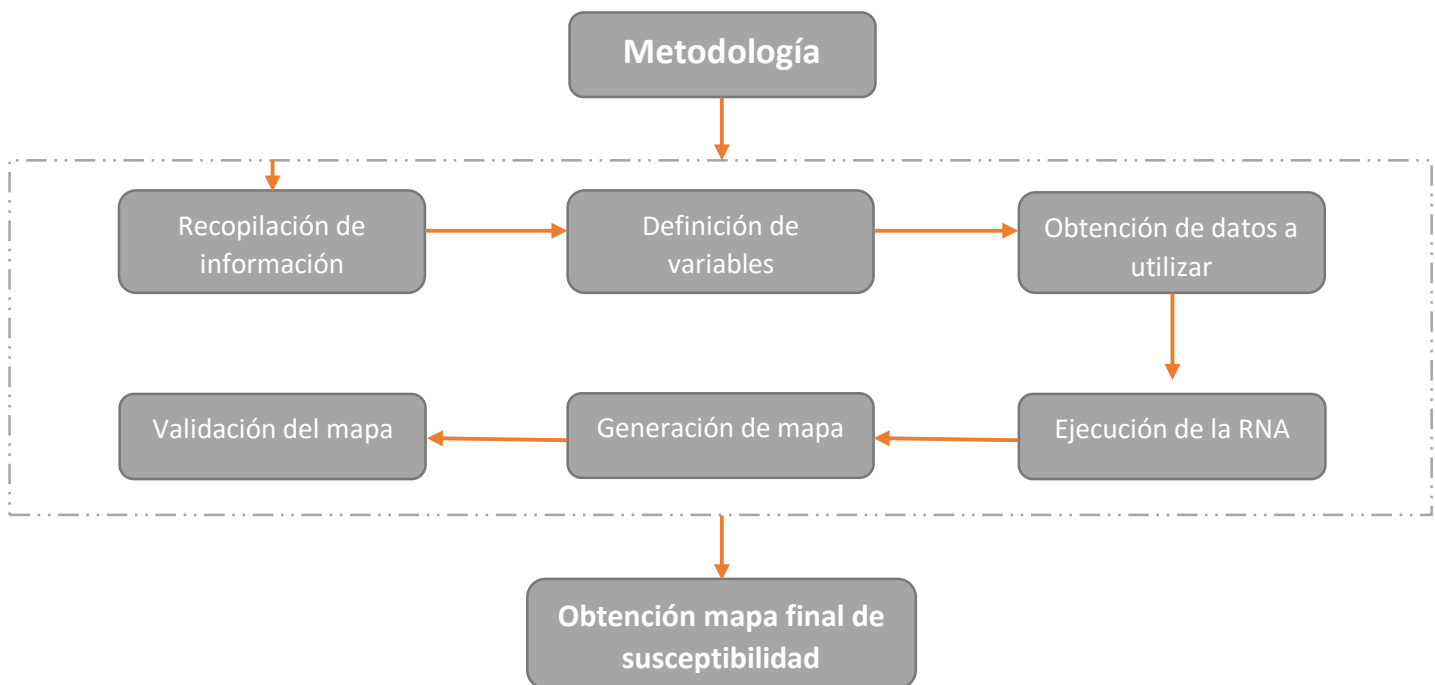 Metodología
Recopilación de
información
Definición de
variables
Obtención de datos a
utilizar
Ejecución de la RNA
Generación de mapa
Validación del mapa
Obtención mapa final de
susceptibilidad